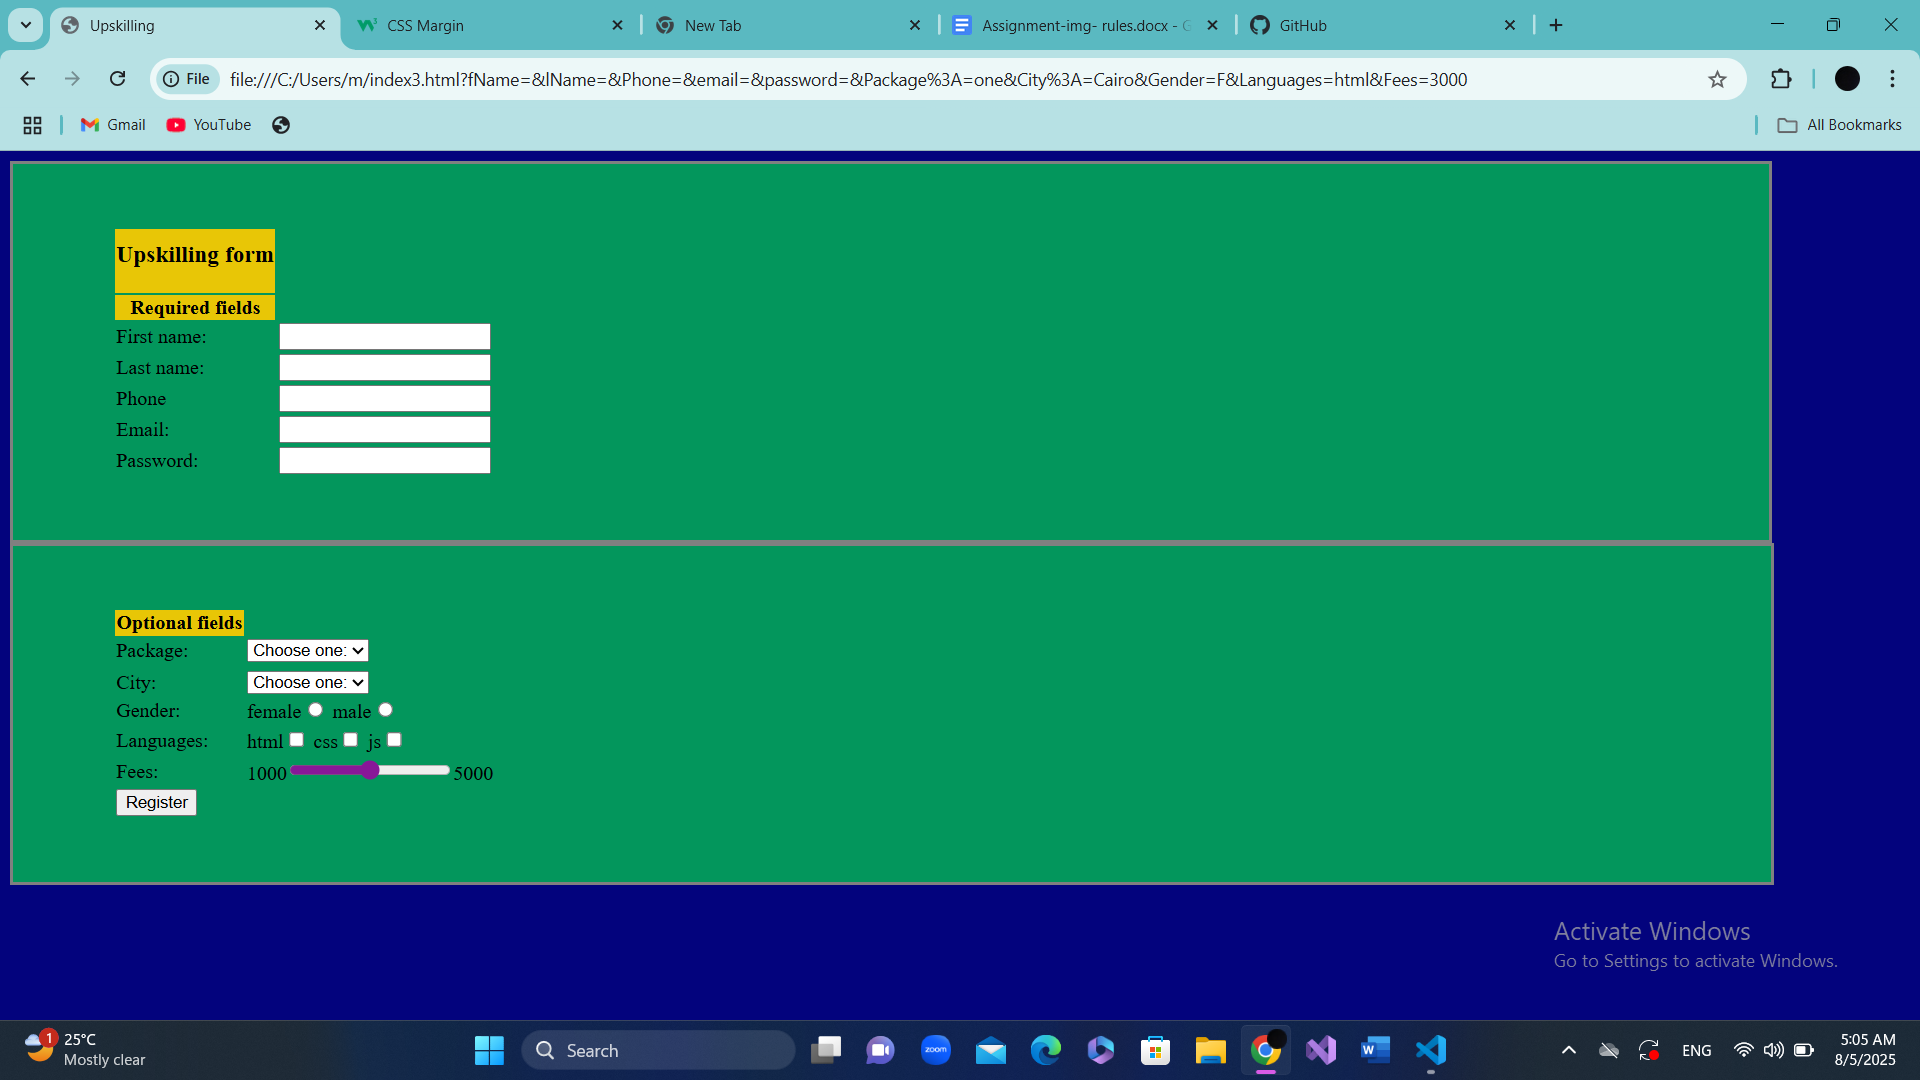 Upskilling
CSS Margin
New Tab
Assignment-img- rules.docx - G
GitHub
File
file:///C:/Users/m/index3.html?fName=&lName=&Phone=&email=&password=&Package%3A=one&City%3A=Cairo&Gender=F&Languages=html&Fees=3000
Gmail
YouTube
All Bookmarks
Upskilling form
Required fields
First name:
Last name:
Phone
Email:
Password:
Optional fields
Package: Choose one:
City: Choose one:
Gender: female male
Languages: html css js
Fees: 1000 5000
Register
Activate Windows
Go to Settings to activate Windows.
1
25°C
Mostly clear
Search
zoom
W
ENG
5:05 AM
8/5/2025